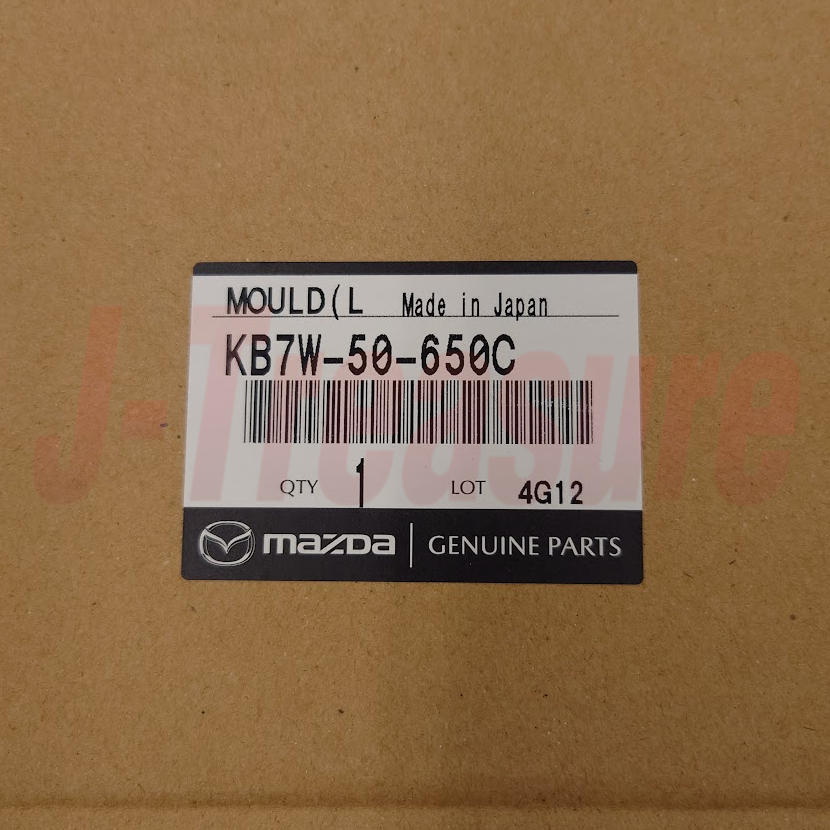 MOULD(L Made in Japan
KB7W-50-650C
QTY 1 LOT 4G12
mazda GENUINE PARTS
J-Treasure